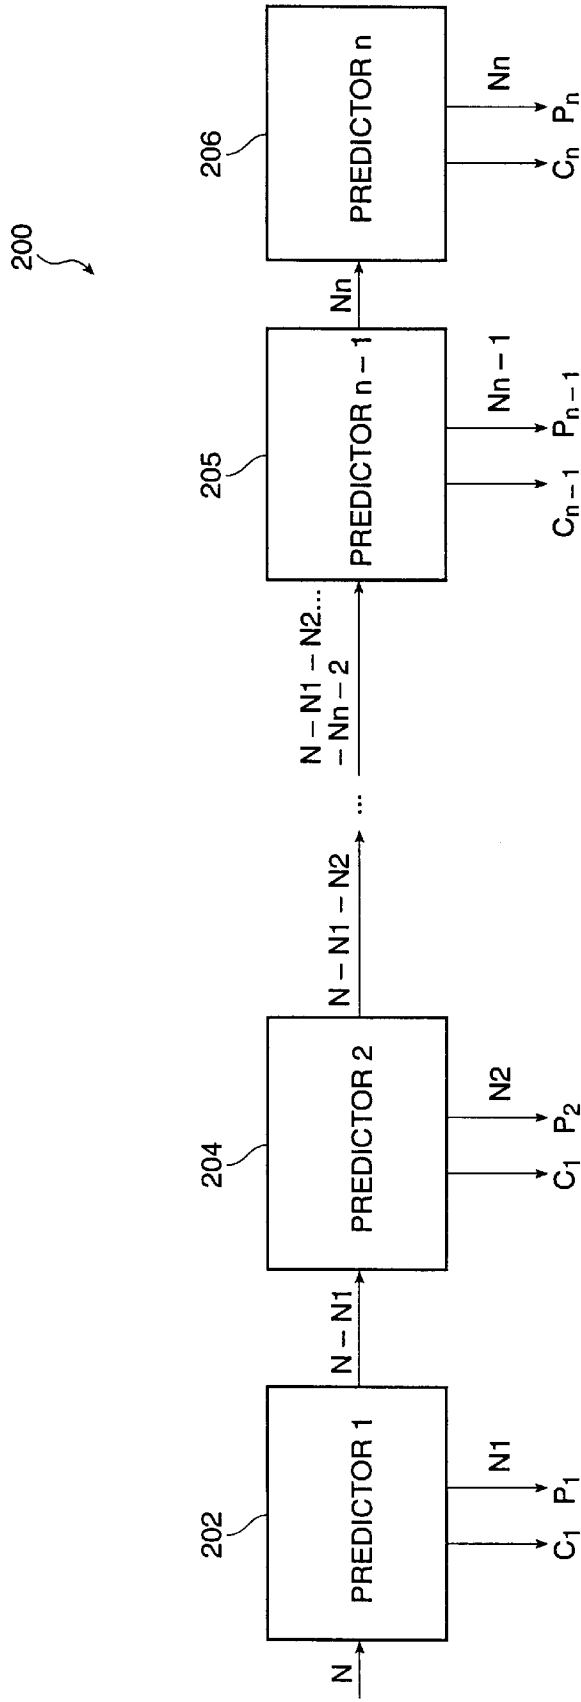 200
202
204
205
206
N
PREDICTOR 1
N – N1
PREDICTOR 2
N – N1 – N2
...
N – N1 – N2...
– Nn – 2
PREDICTOR n – 1
Nn
PREDICTOR n
C1
P1
N1
C1
P2
N2
Cn – 1
Pn – 1
Nn – 1
Cn
Pn
Nn